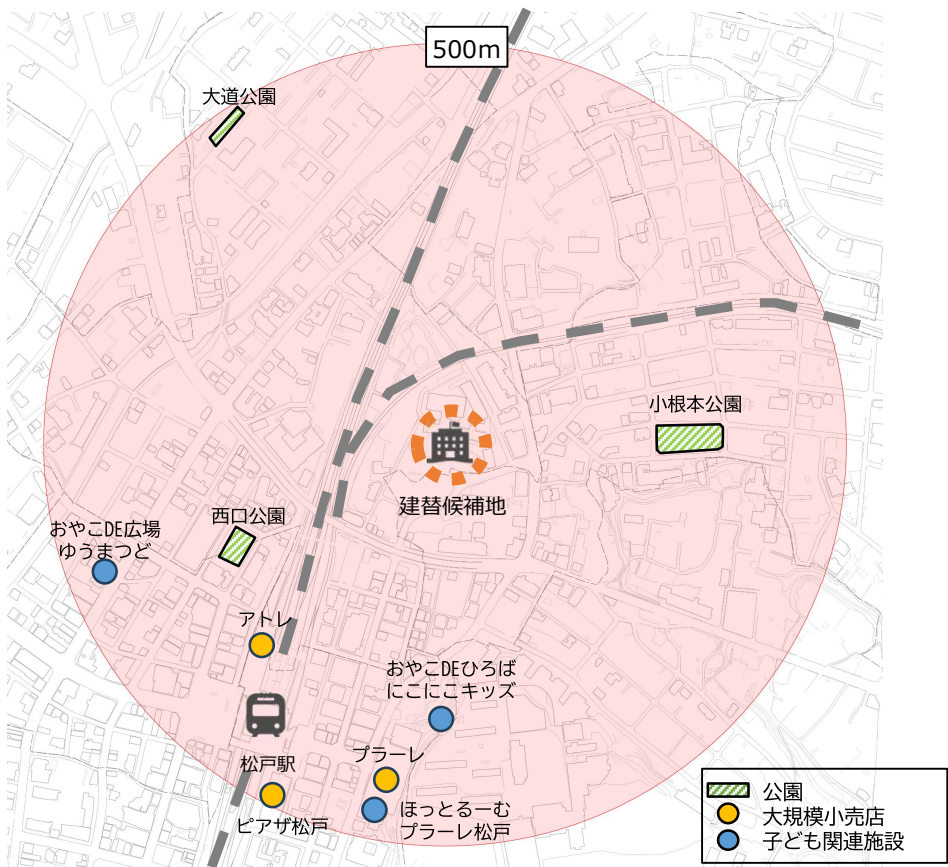 500m
大道公園
小根本公園
建替候補地
西口公園
おやこDE広場
ゆうまつど
アトレ
おやこDEひろば
にこにこキッズ
松戸駅
プラーレ
ピアザ松戸
ほっとるーむ
プラーレ松戸
公園
大規模小売店
子ども関連施設